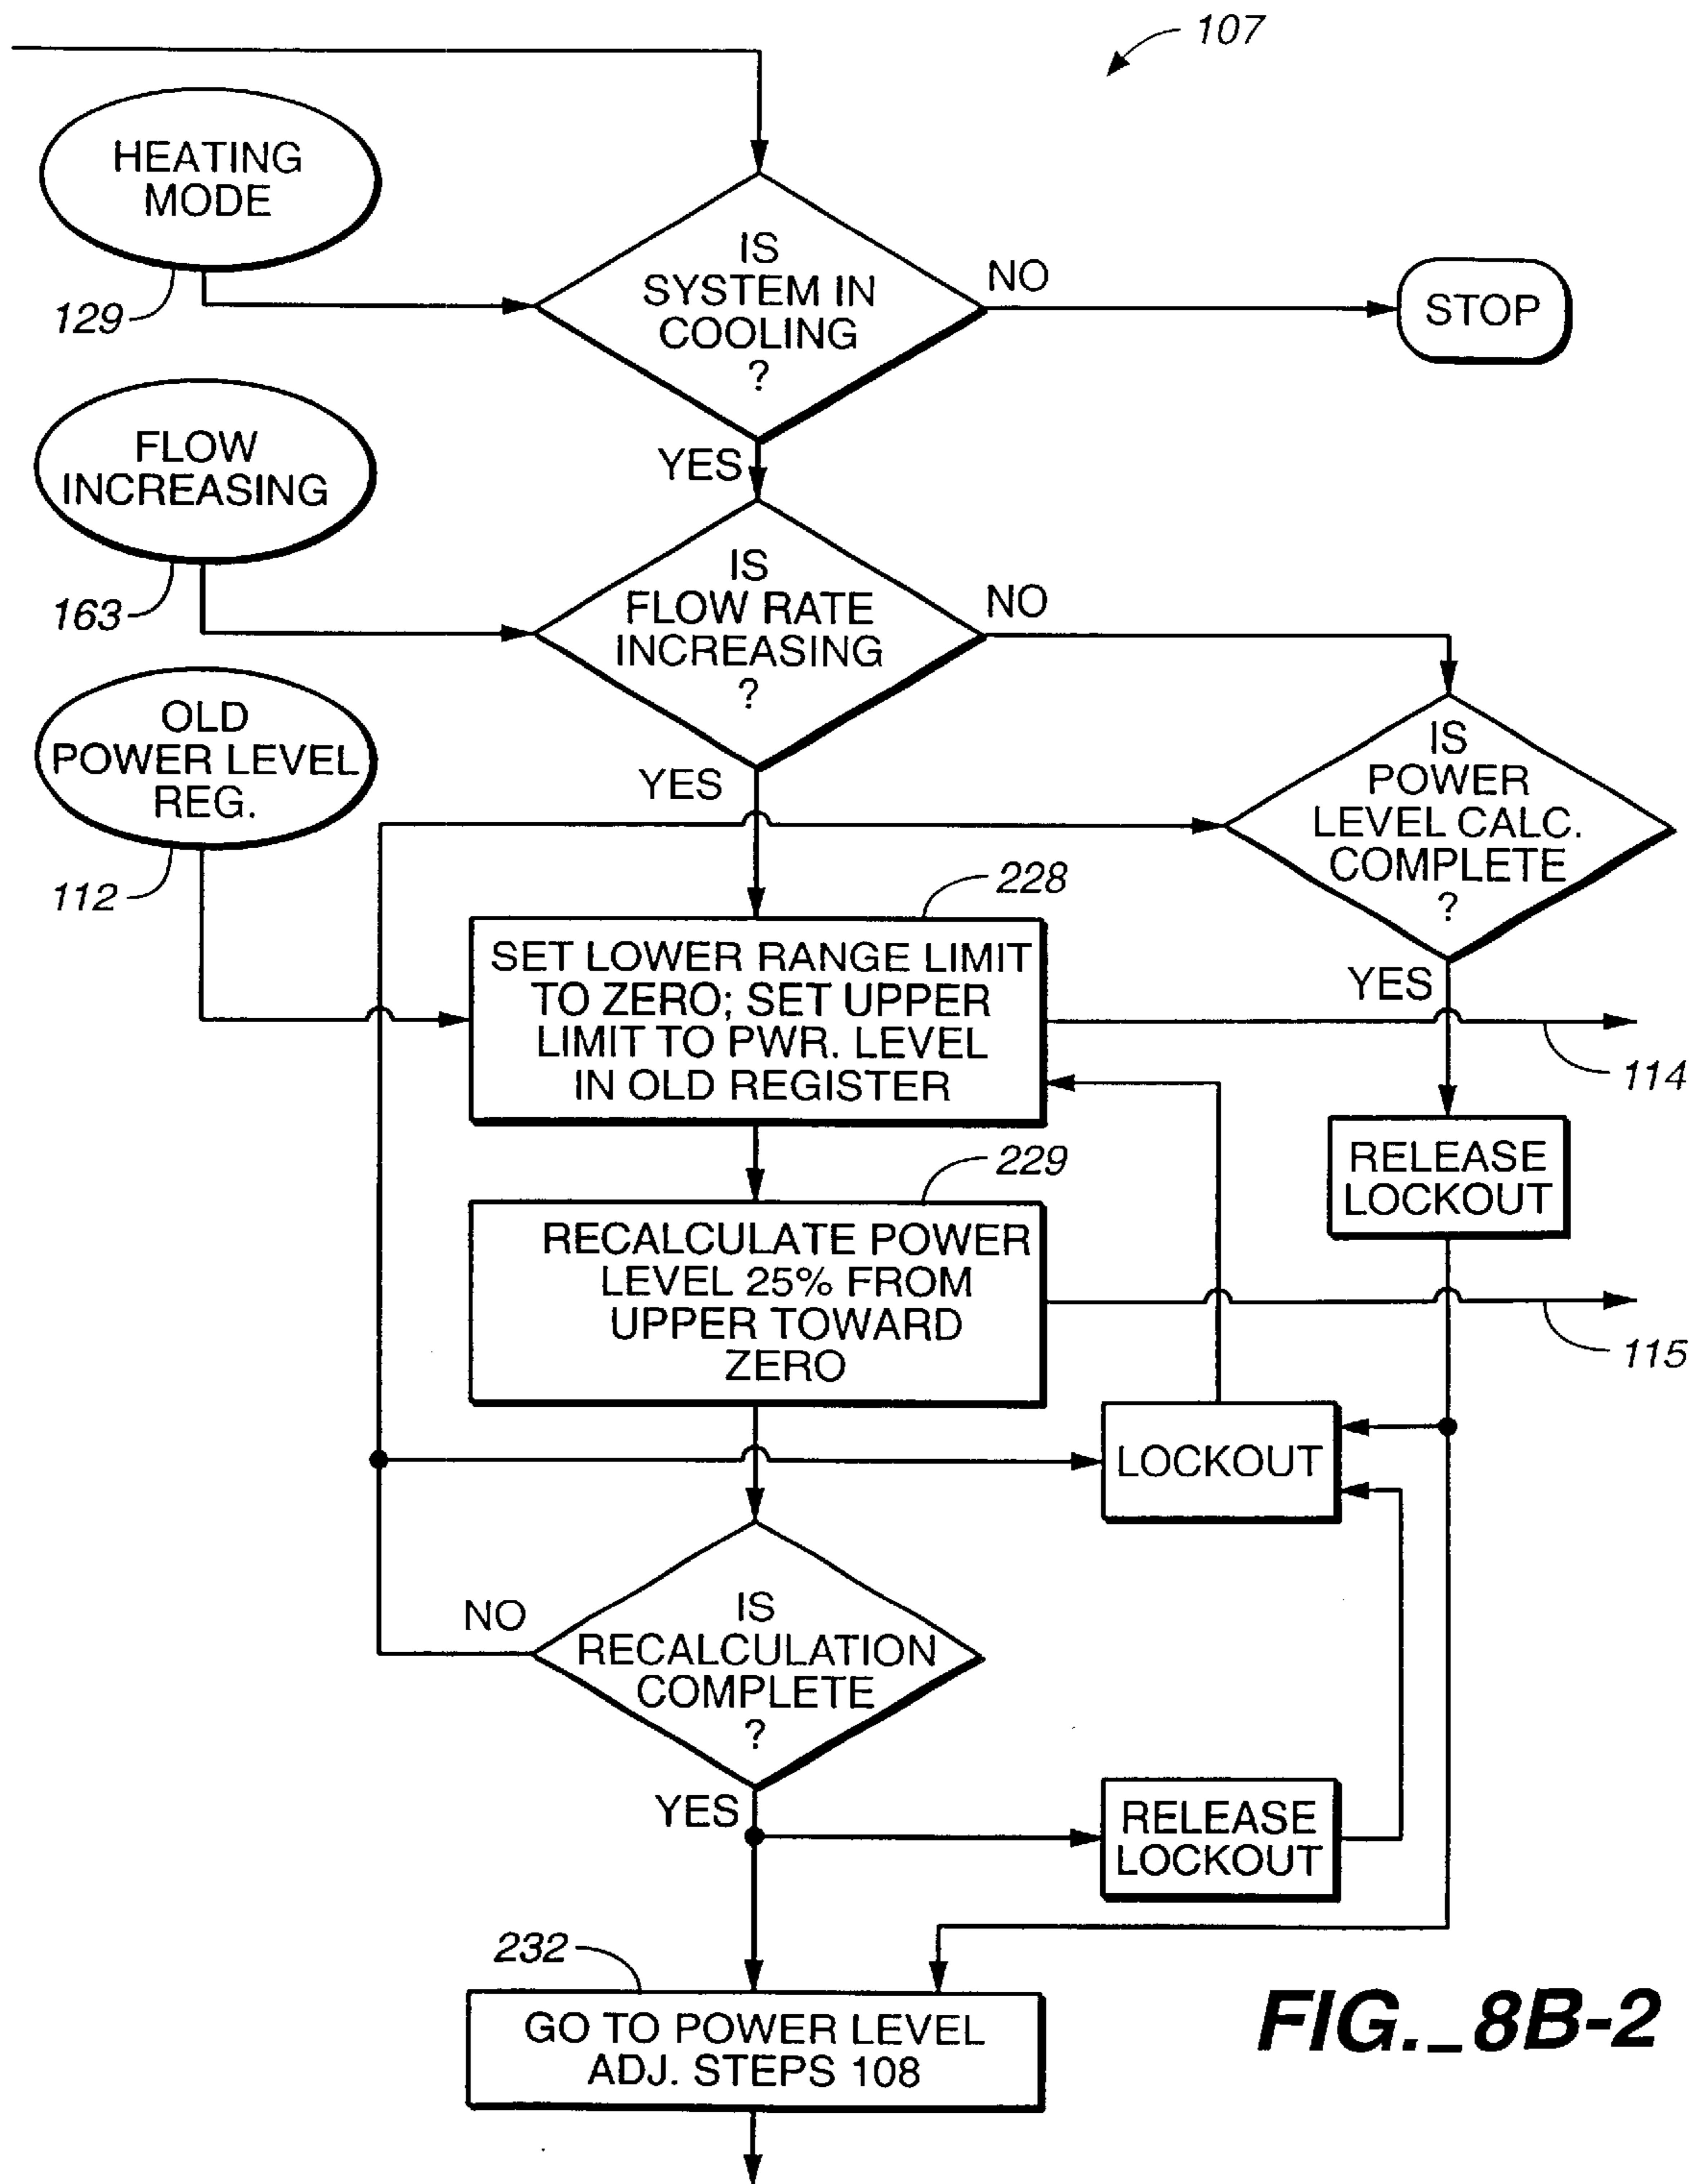 107
HEATING
MODE
129
IS
SYSTEM IN
COOLING
?
NO
STOP
YES
FLOW
INCREASING
163
IS
FLOW RATE
INCREASING
?
NO
YES
OLD
POWER LEVEL
REG.
112
IS
POWER
LEVEL CALC.
COMPLETE
?
YES
228
SET LOWER RANGE LIMIT
TO ZERO; SET UPPER
LIMIT TO PWR. LEVEL
IN OLD REGISTER
114
RELEASE
LOCKOUT
229
RECALCULATE POWER
LEVEL 25% FROM
UPPER TOWARD
ZERO
115
LOCKOUT
NO
IS
RECALCULATION
COMPLETE
?
YES
RELEASE
LOCKOUT
232
GO TO POWER LEVEL
ADJ. STEPS 108
FIG._8B-2